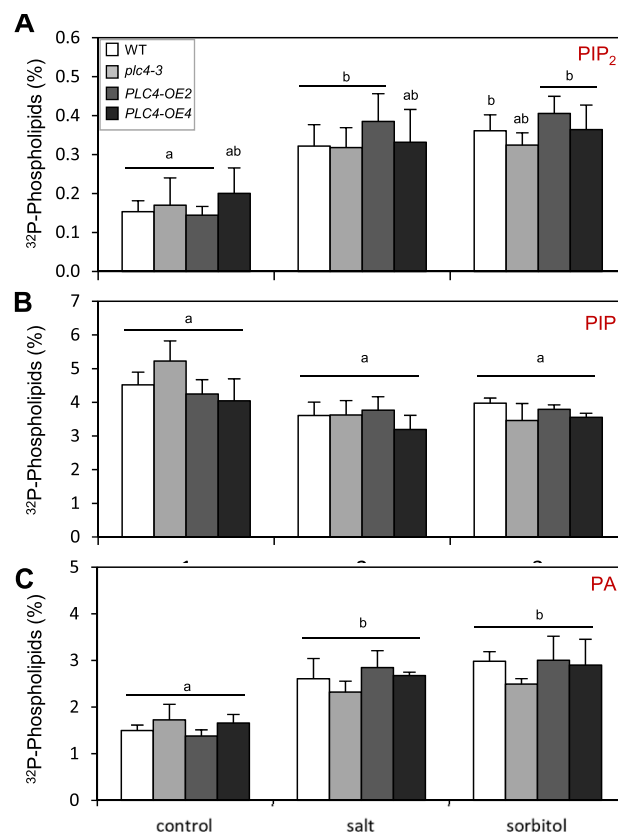 A
0.6
0.5
0.4
0.3
0.2
0.1
0.0
³²P-Phospholipids (%)
WT
plc4-3
PLC4-OE2
PLC4-OE4
PIP₂
a
ab
b
ab
b
ab
b
B
7
6
5
4
3
2
1
0
³²P-Phospholipids (%)
PIP
a
a
a
C
5
4
3
2
1
0
³²P-Phospholipids (%)
PA
a
b
b
control
salt
sorbitol